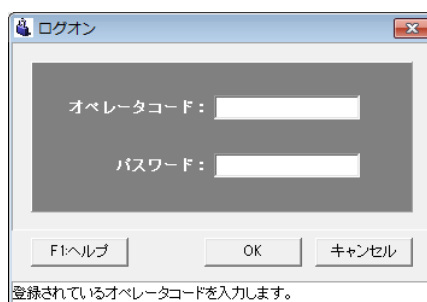 ログオン
オペレータコード：
パスワード：
F1:ヘルプ
OK
キャンセル
登録されているオペレータコードを入力します。